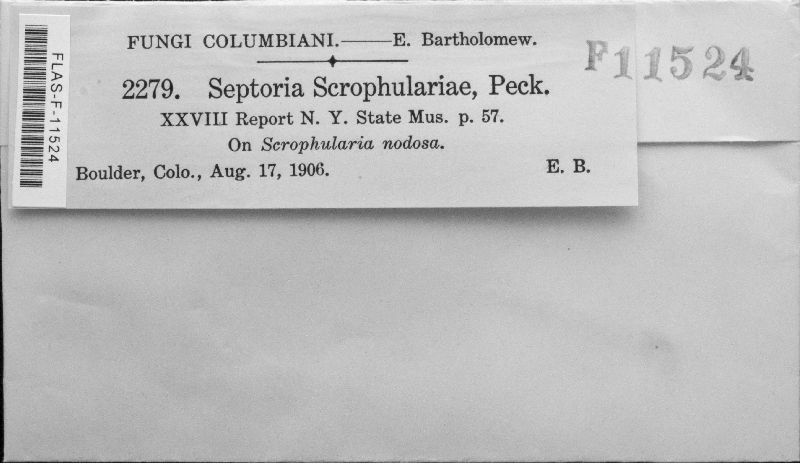 FUNGI COLUMBIANI.——E. Bartholomew.
2279. Septoria Scrophulariae, Peck.
XXVIII Report N. Y. State Mus. p. 57.
On Scrophularia nodosa.
Boulder, Colo., Aug. 17, 1906. E. B.
FLAS-F-11524
F11524